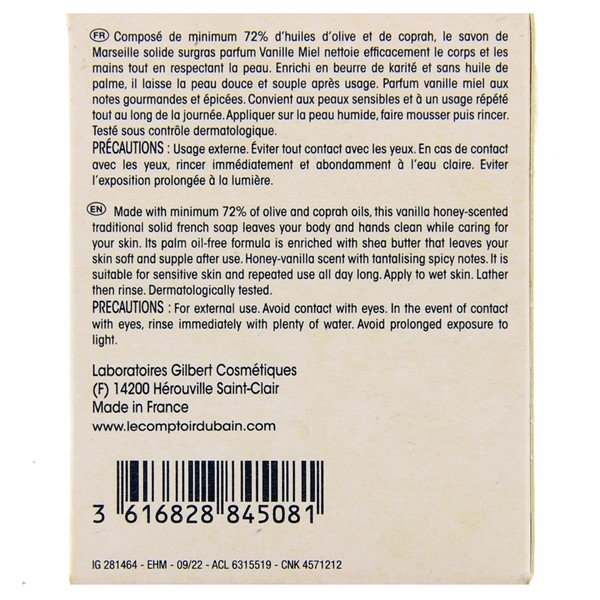 FR Composé de minimum 72% d'huiles d'olive et de coprah, le savon de
Marseille solide surgras parfum Vanille Miel nettoie efficacement le corps et les
mains tout en respectant la peau. Enrichi en beurre de karité et sans huile de
palme, il laisse la peau douce et souple après usage. Parfum vanille miel aux
notes gourmandes et épicées. Convient aux peaux sensibles et à un usage répété
tout au long de la journée. Appliquer sur la peau humide, faire mousser puis rincer.
Testé sous contrôle dermatologique.
PRÉCAUTIONS : Usage externe. Éviter tout contact avec les yeux. En cas de contact
avec les yeux, rincer immédiatement et abondamment à l'eau claire. Eviter
l'exposition prolongée à la lumière.
EN Made with minimum 72% of olive and coprah oils, this vanilla honey-scented
traditional solid french soap leaves your body and hands clean while caring for
your skin. Its palm oil-free formula is enriched with shea butter that leaves your
skin soft and supple after use. Honey-vanilla scent with tantalising spicy notes. It is
suitable for sensitive skin and repeated use all day long. Apply to wet skin. Lather
then rinse. Dermatologically tested.
PRECAUTIONS : For external use. Avoid contact with eyes. In the event of contact
with eyes, rinse immediately with plenty of water. Avoid prolonged exposure to
light.
Laboratoires Gilbert Cosmétiques
(F) 14200 Hérouville Saint-Clair
Made in France
www.lecomptoirdubain.com
3 616828 845081
IG 281464 - EHM - 09/22 - ACL 6315519 - CNK 4571212